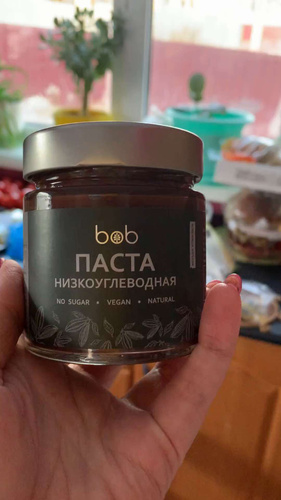 bob
ПАСТА
НИЗКОУГЛЕВОДНАЯ
NO SUGAR • VEGAN • NATURAL